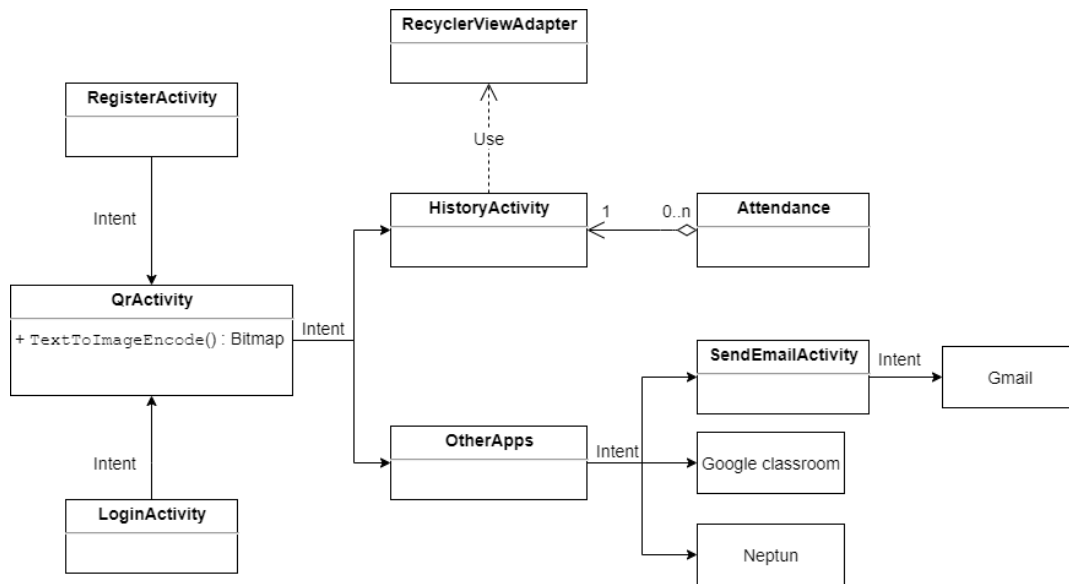 RecyclerViewAdapter
RegisterActivity
Use
Intent
HistoryActivity
1
0..n
Attendance
QrActivity
+ TextToImageEncode() : Bitmap
Intent
SendEmailActivity
Intent
Gmail
OtherApps
Intent
Google classroom
Intent
LoginActivity
Neptun